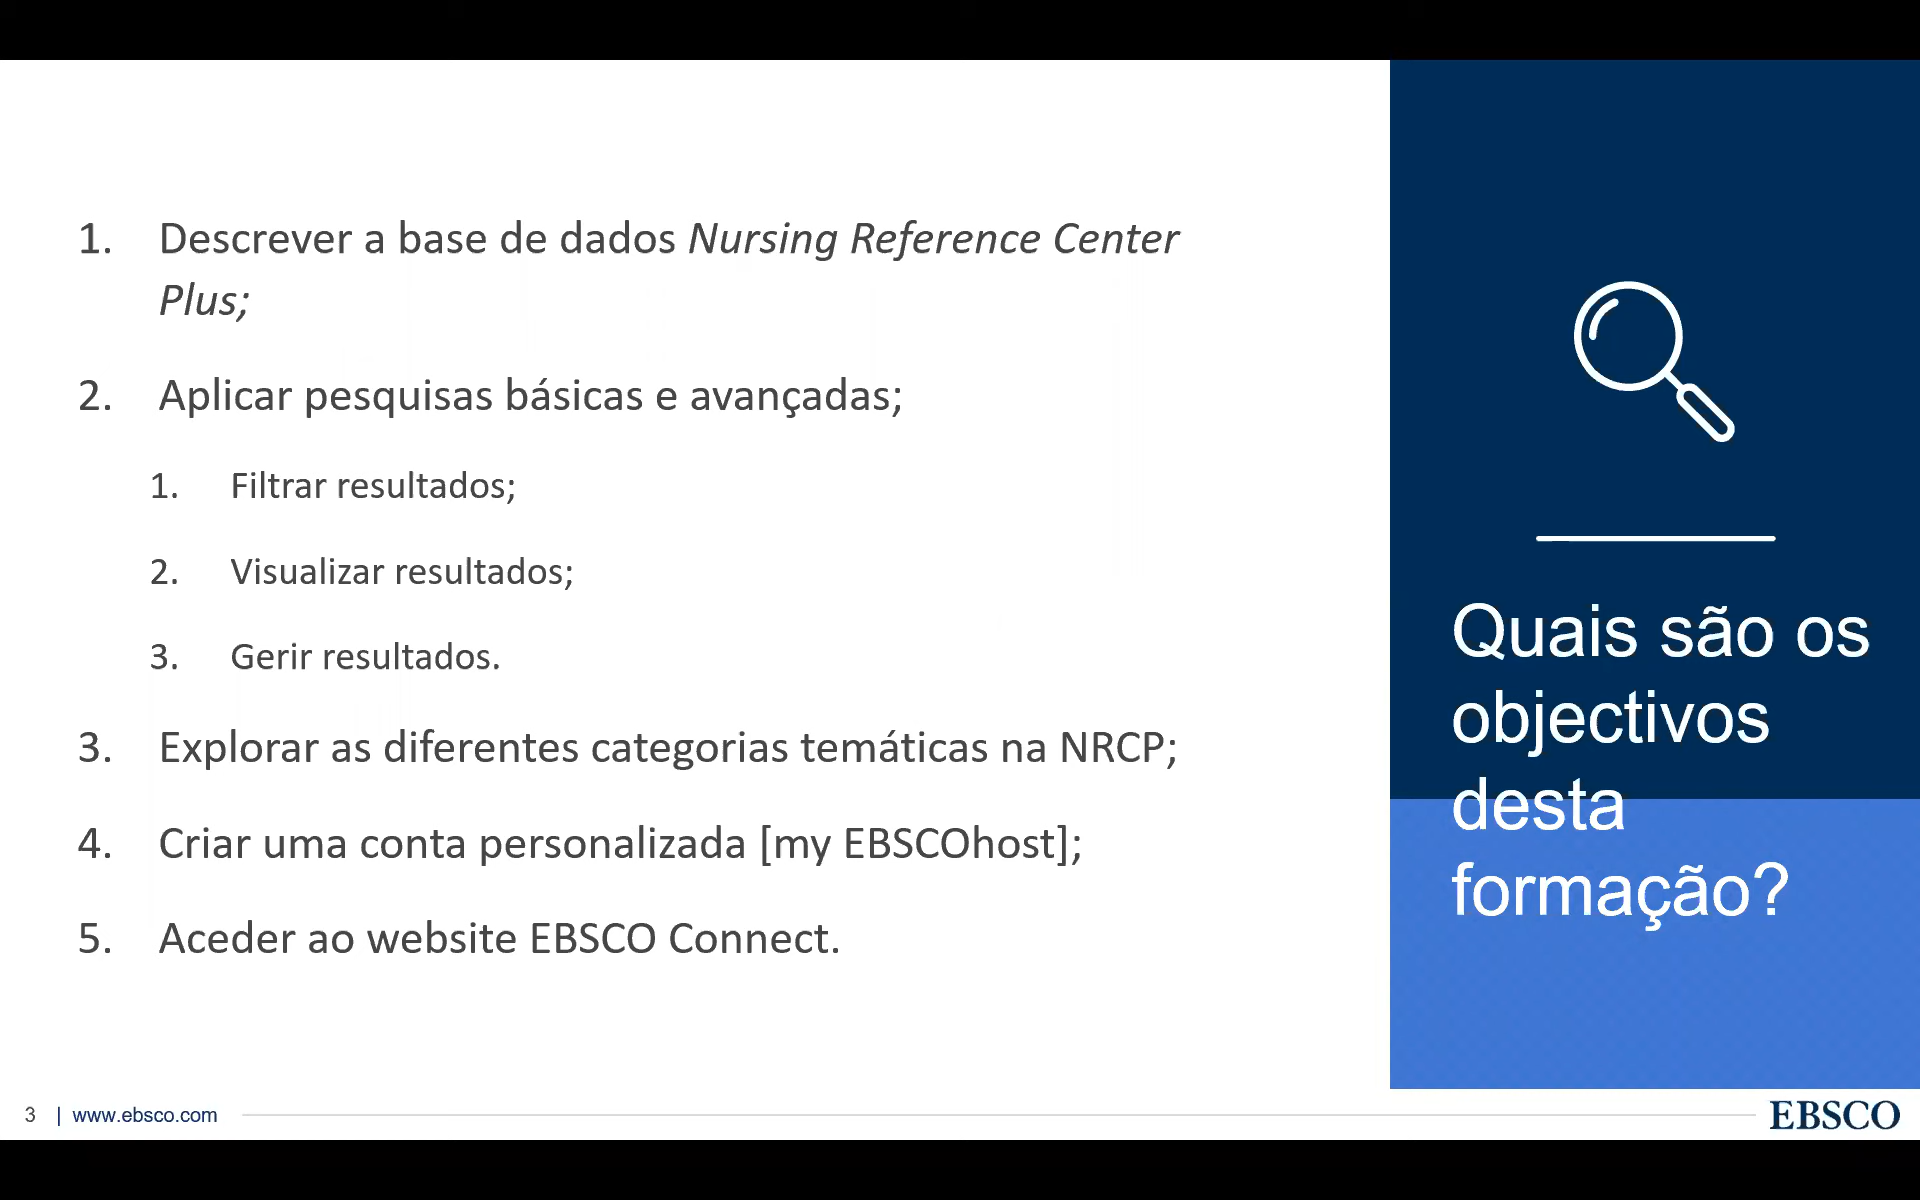 1. Descrever a base de dados Nursing Reference Center
Plus;
2. Aplicar pesquisas básicas e avançadas;
1. Filtrar resultados;
2. Visualizar resultados;
3. Gerir resultados.
3. Explorar as diferentes categorias temáticas na NRCP;
4. Criar uma conta personalizada [my EBSCOhost];
5. Aceder ao website EBSCO Connect.
Quais são os
objectivos
desta
formação?
3 | www.ebsco.com
EBSCO